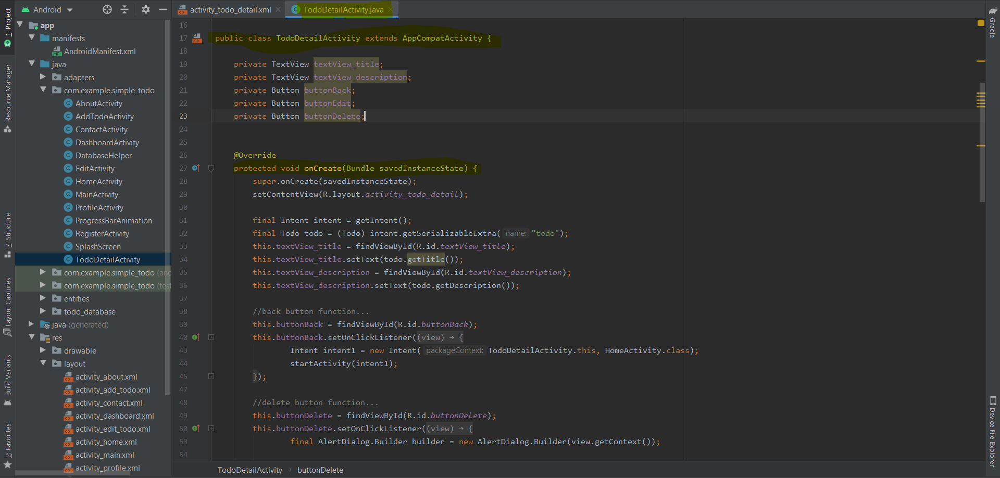 Android
activity_todo_detail.xml
TodoDetailActivity.java
1: Project
Resource Manager
7: Structure
Layout Captures
Build Variants
2: Favorites
app
manifests
AndroidManifest.xml
java
adapters
com.example.simple_todo
AboutActivity
AddTodoActivity
ContactActivity
DashboardActivity
DatabaseHelper
EditActivity
HomeActivity
MainActivity
ProfileActivity
ProgressBarAnimation
RegisterActivity
SplashScreen
TodoDetailActivity
com.example.simple_todo (and
com.example.simple_todo (test
entities
todo_database
java (generated)
res
drawable
layout
activity_about.xml
activity_add_todo.xml
activity_contact.xml
activity_dashboard.xml
activity_edit_todo.xml
activity_home.xml
activity_main.xml
activity_profile.xml
16
17 public class TodoDetailActivity extends AppCompatActivity {
18
19 private TextView textView_title;
20 private TextView textView_description;
21 private Button buttonBack;
22 private Button buttonEdit;
23 private Button buttonDelete;
24
25
26 @Override
27 protected void onCreate(Bundle savedInstanceState) {
28 super.onCreate(savedInstanceState);
29 setContentView(R.layout.activity_todo_detail);
30
31 final Intent intent = getIntent();
32 final Todo todo = (Todo) intent.getSerializableExtra( name: "todo");
33 this.textView_title = findViewById(R.id.textView_title);
34 this.textView_title.setText(todo.getTitle());
35 this.textView_description = findViewById(R.id.textView_description);
36 this.textView_description.setText(todo.getDescription());
37
38 //back button function...
39 this.buttonBack = findViewById(R.id.buttonBack);
40 this.buttonBack.setOnClickListener((view) → {
43 Intent intent1 = new Intent( packageContext: TodoDetailActivity.this, HomeActivity.class);
44 startActivity(intent1);
45 });
47
48 //delete button function...
49 this.buttonDelete = findViewById(R.id.buttonDelete);
50 this.buttonDelete.setOnClickListener((view) → {
53 final AlertDialog.Builder builder = new AlertDialog.Builder(view.getContext());
54
TodoDetailActivity › buttonDelete
Gradle
Device File Explorer